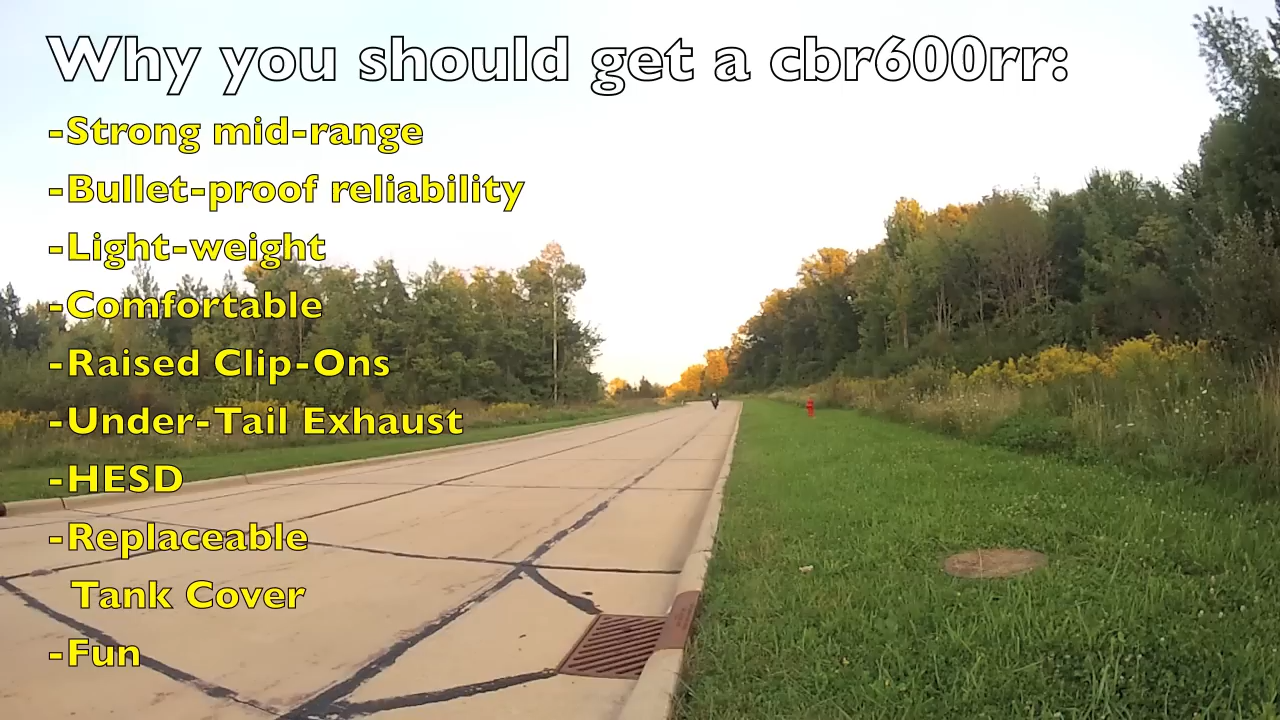 Why you should get a cbr600rr:
-Strong mid-range
-Bullet-proof reliability
-Light-weight
-Comfortable
-Raised Clip-Ons
-Under-Tail Exhaust
-HESD
-Replaceable
Tank Cover
-Fun